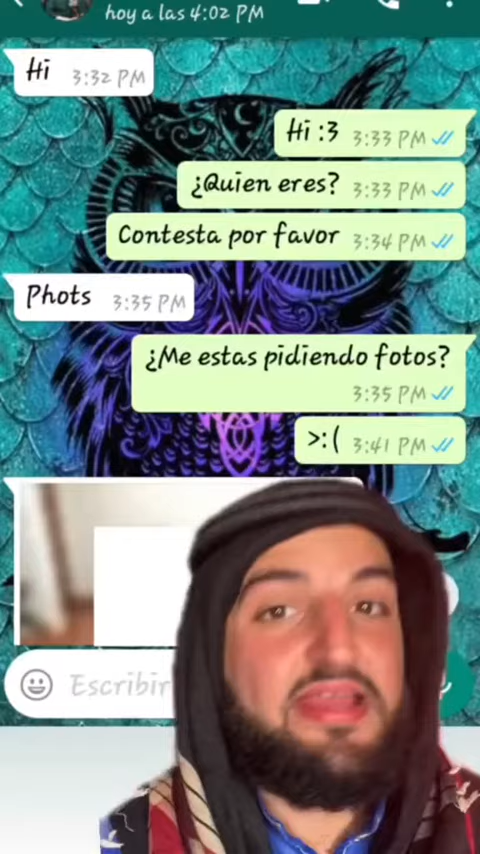 hoy a las 4:02 PM
Hi 3:32 PM
Hi :3 3:33 PM
¿Quien eres? 3:33 PM
Contesta por favor 3:34 PM
Phots 3:35 PM
¿Me estas pidiendo fotos?
3:35 PM
>:( 3:41 PM
Escribir